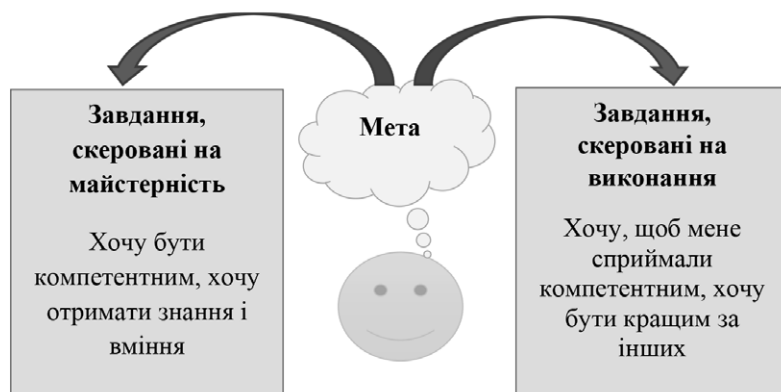 Завдання,
скеровані на
майстерність
Хочу бути
компетентним, хочу
отримати знання і
вміння
Мета
Завдання,
скеровані на
виконання
Хочу, щоб мене
сприймали
компетентним, хочу
бути кращим за
інших